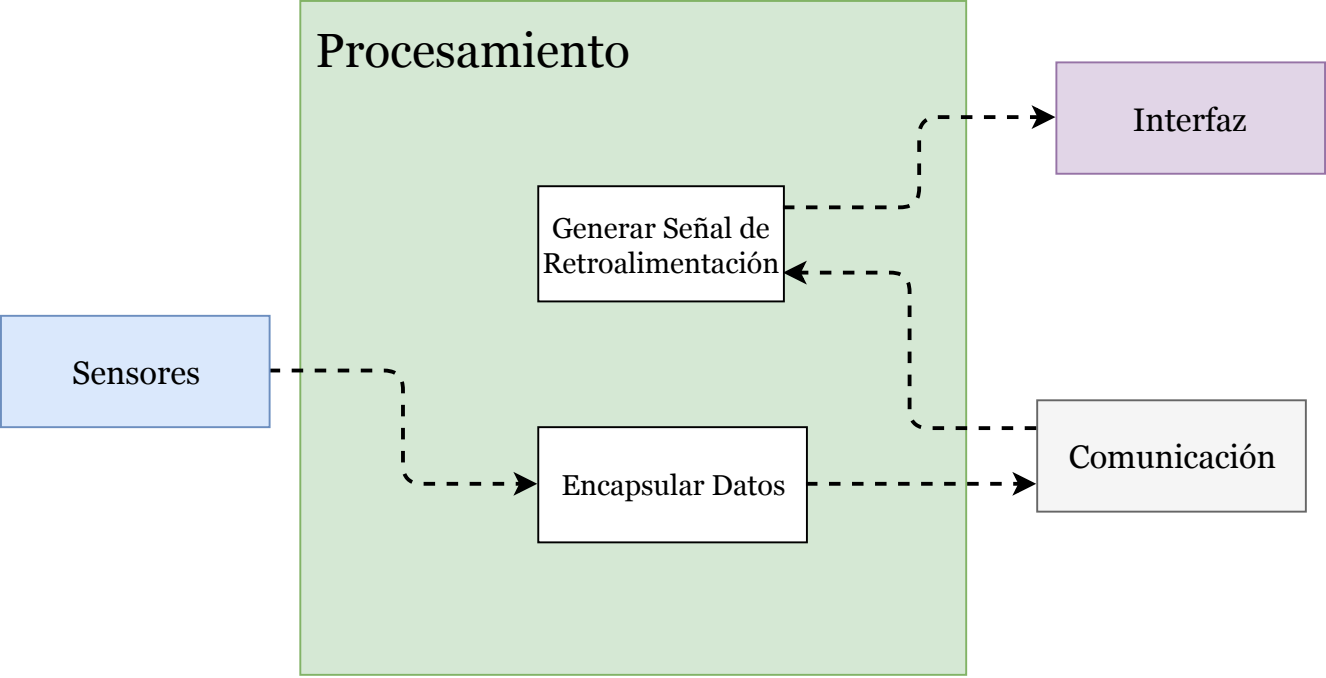 Procesamiento
Interfaz
Generar Señal de
Retroalimentación
Sensores
Comunicación
Encapsular Datos